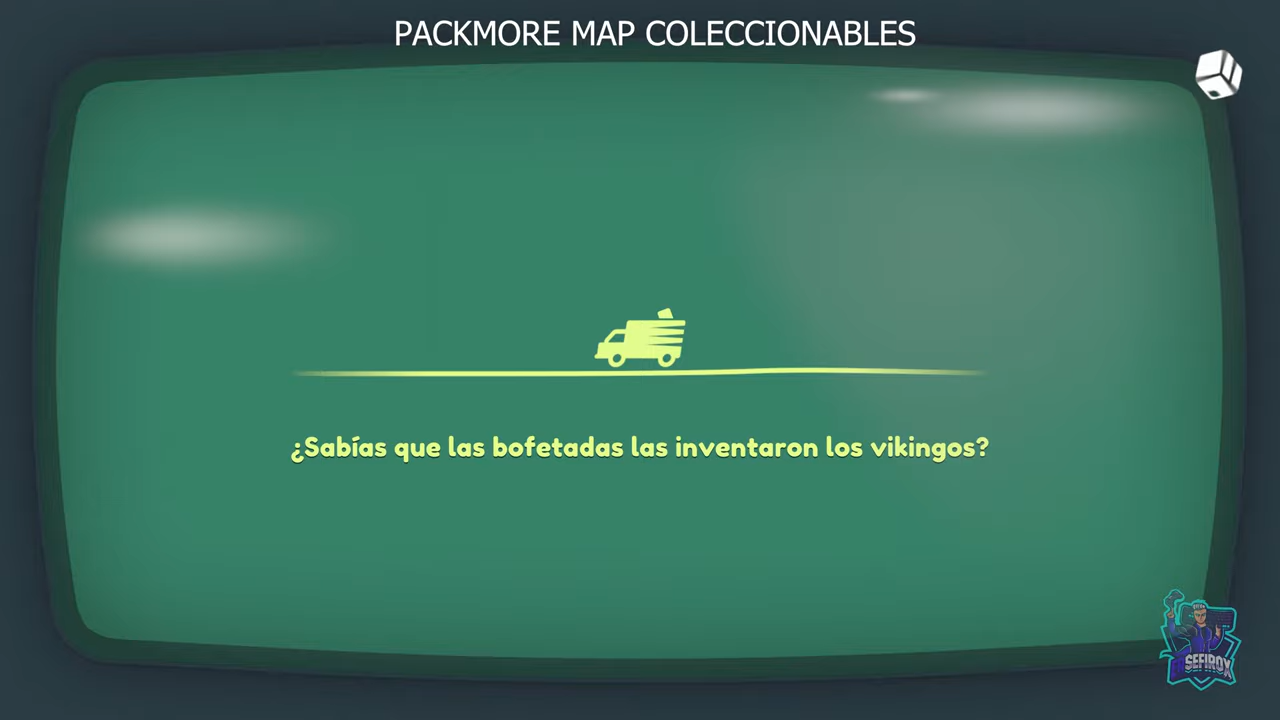 PACKMORE MAP COLECCIONABLES
¿Sabías que las bofetadas las inventaron los vikingos?
SEFIROX